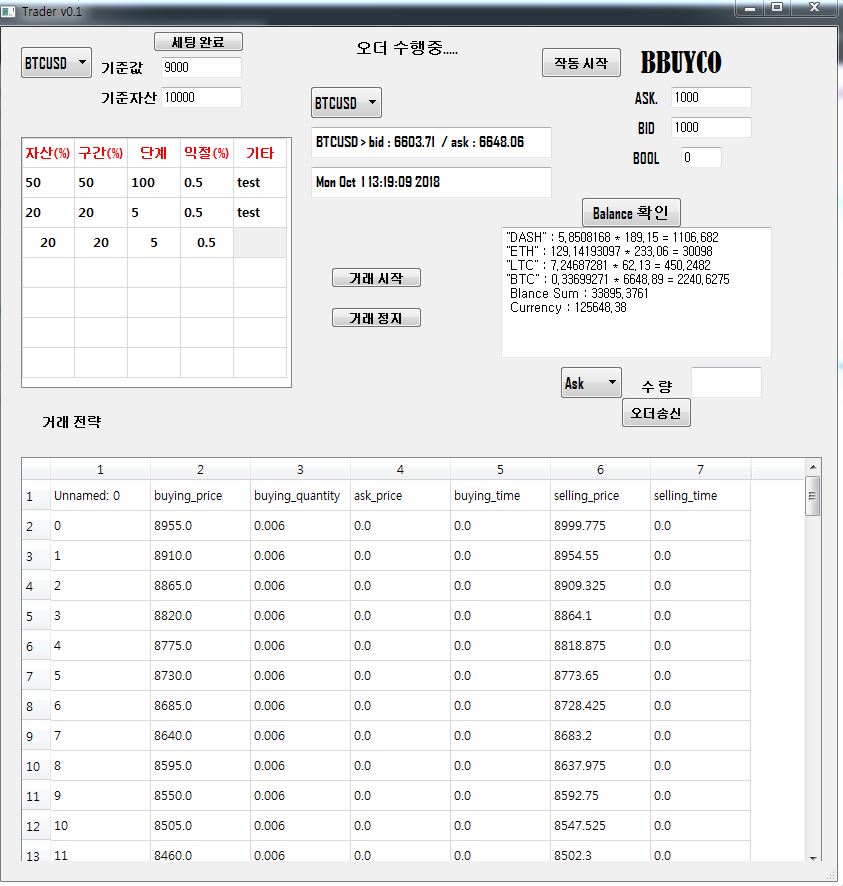 Trader v0.1
세팅 완료
오더 수행중.....
BTCUSD
기준값 9000
작동 시작
BBUYCO
기준자산 10000
BTCUSD
ASK. 1000
BID 1000
BOOL 0
BTCUSD > bid : 6603.71 / ask : 6648.06
Mon Oct 1 13:19:09 2018
자산(%) 구간(%) 단계 익절(%) 기타
50 50 100 0.5 test
20 20 5 0.5 test
20 20 5 0.5
Balance 확인
"DASH" : 5,8508168 * 189,15 = 1106,682
"ETH" : 129,14193097 * 233,06 = 30098
"LTC" : 7,24687281 * 62,13 = 450,2482
"BTC" : 0,33699271 * 6648,89 = 2240,6275
Blance Sum : 33895,3761
Currency : 125648,38
거래 시작
거래 정지
Ask 수 량
오더송신
거래 전략
1 2 3 4 5 6 7
1 Unnamed: 0 buying_price buying_quantity ask_price buying_time selling_price selling_time
2 0 8955.0 0.006 0.0 0.0 8999.775 0.0
3 1 8910.0 0.006 0.0 0.0 8954.55 0.0
4 2 8865.0 0.006 0.0 0.0 8909.325 0.0
5 3 8820.0 0.006 0.0 0.0 8864.1 0.0
6 4 8775.0 0.006 0.0 0.0 8818.875 0.0
7 5 8730.0 0.006 0.0 0.0 8773.65 0.0
8 6 8685.0 0.006 0.0 0.0 8728.425 0.0
9 7 8640.0 0.006 0.0 0.0 8683.2 0.0
10 8 8595.0 0.006 0.0 0.0 8637.975 0.0
11 9 8550.0 0.006 0.0 0.0 8592.75 0.0
12 10 8505.0 0.006 0.0 0.0 8547.525 0.0
13 11 8460.0 0.006 0.0 0.0 8502.3 0.0